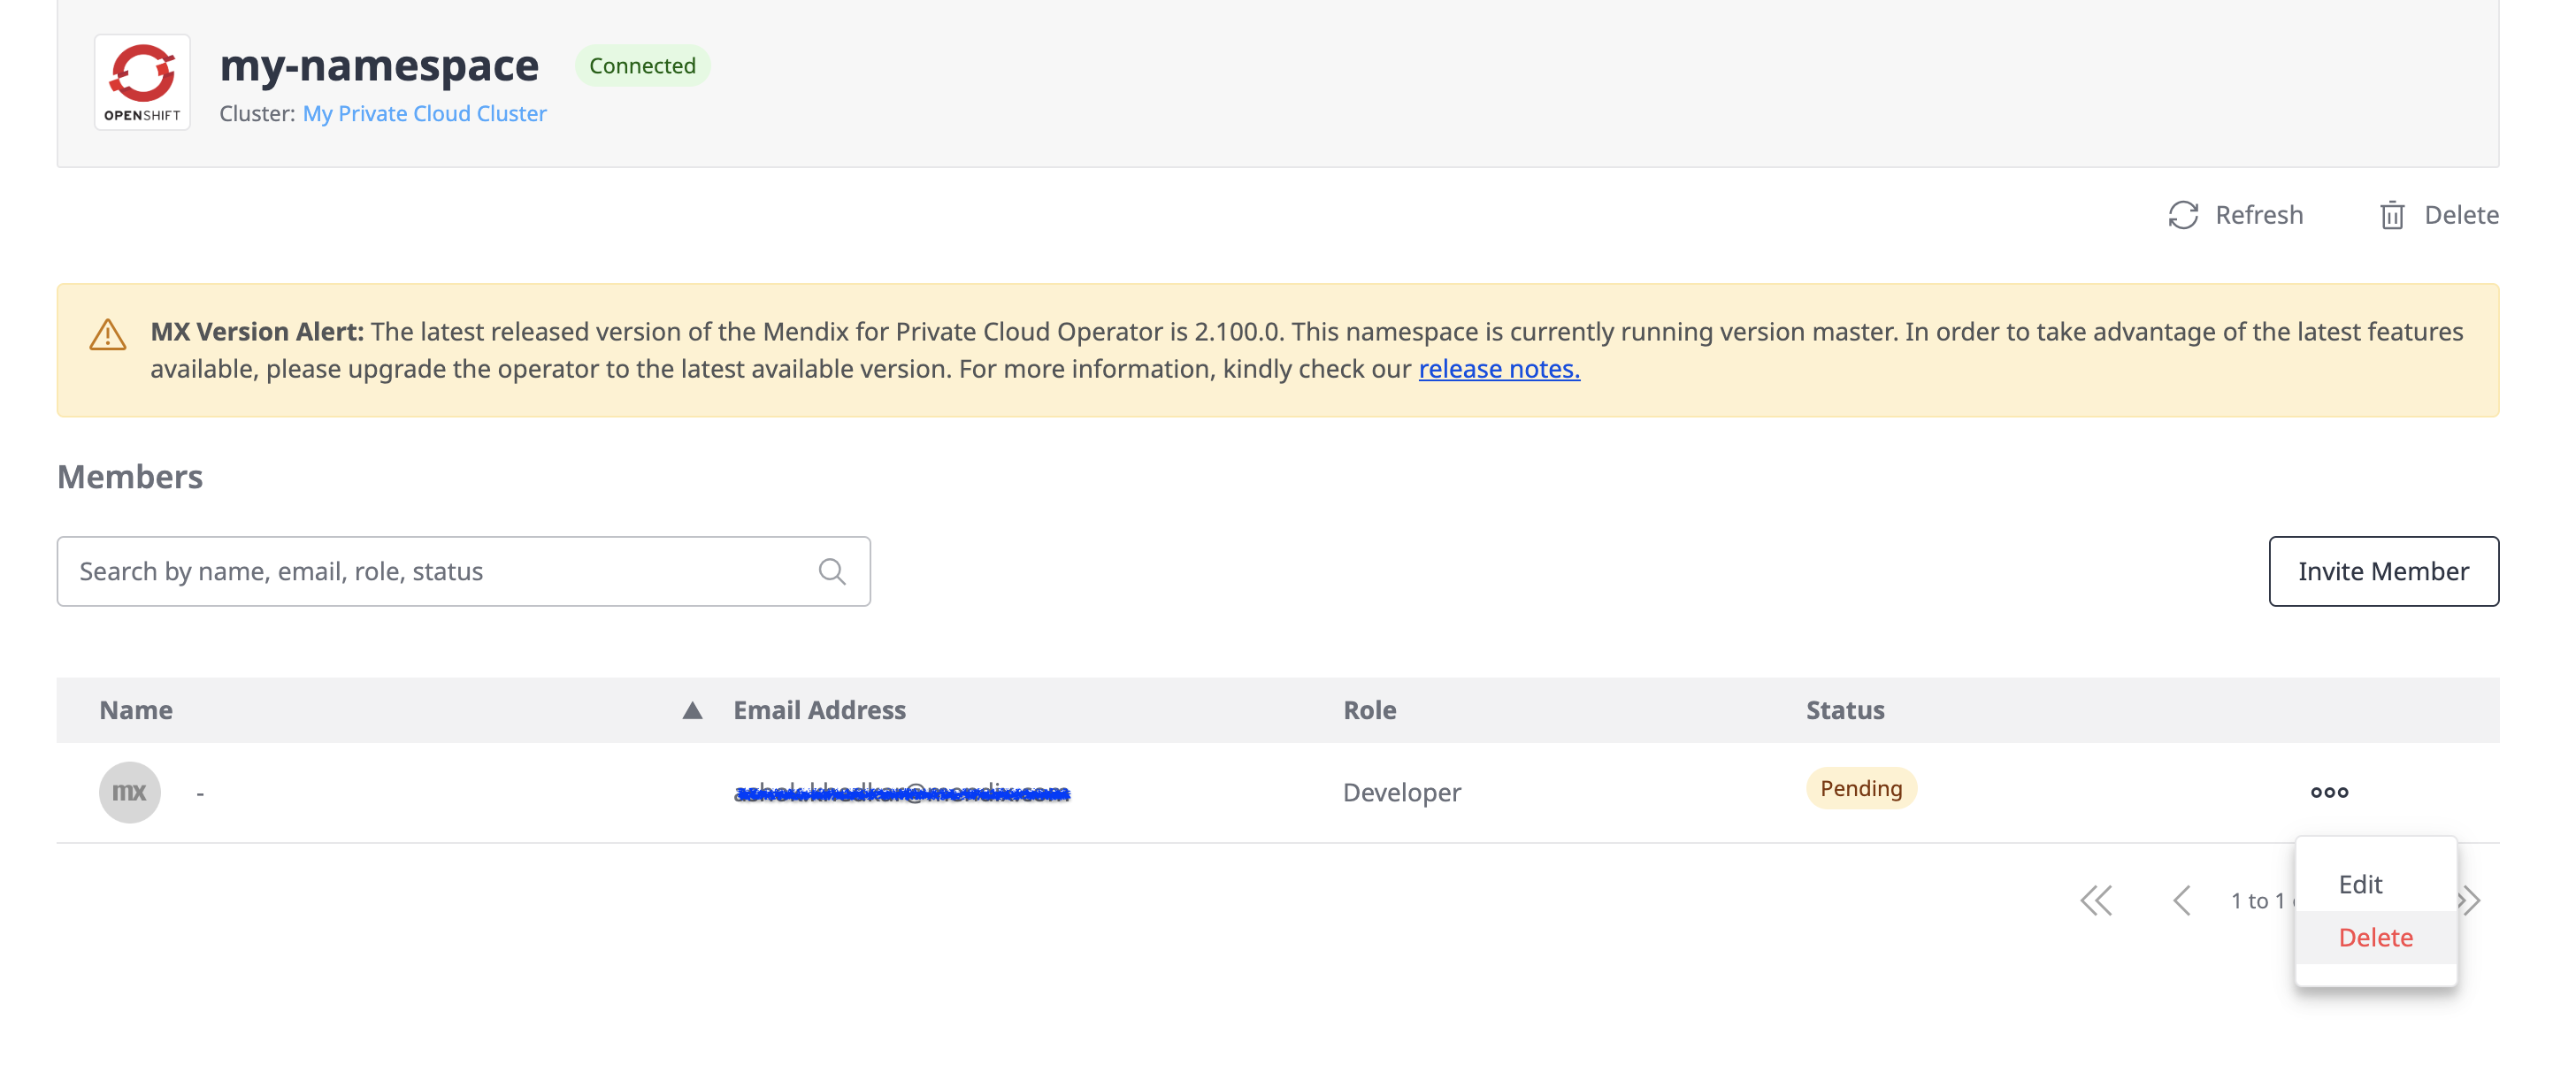 my-namespace Connected
OPENSHIFT
Cluster: My Private Cloud Cluster
Refresh Delete
MX Version Alert: The latest released version of the Mendix for Private Cloud Operator is 2.100.0. This namespace is currently running version master. In order to take advantage of the latest features
available, please upgrade the operator to the latest available version. For more information, kindly check our release notes.
Members
Search by name, email, role, status
Invite Member
Name Email Address Role Status
mx - Developer Pending
Edit
1 to 1
Delete